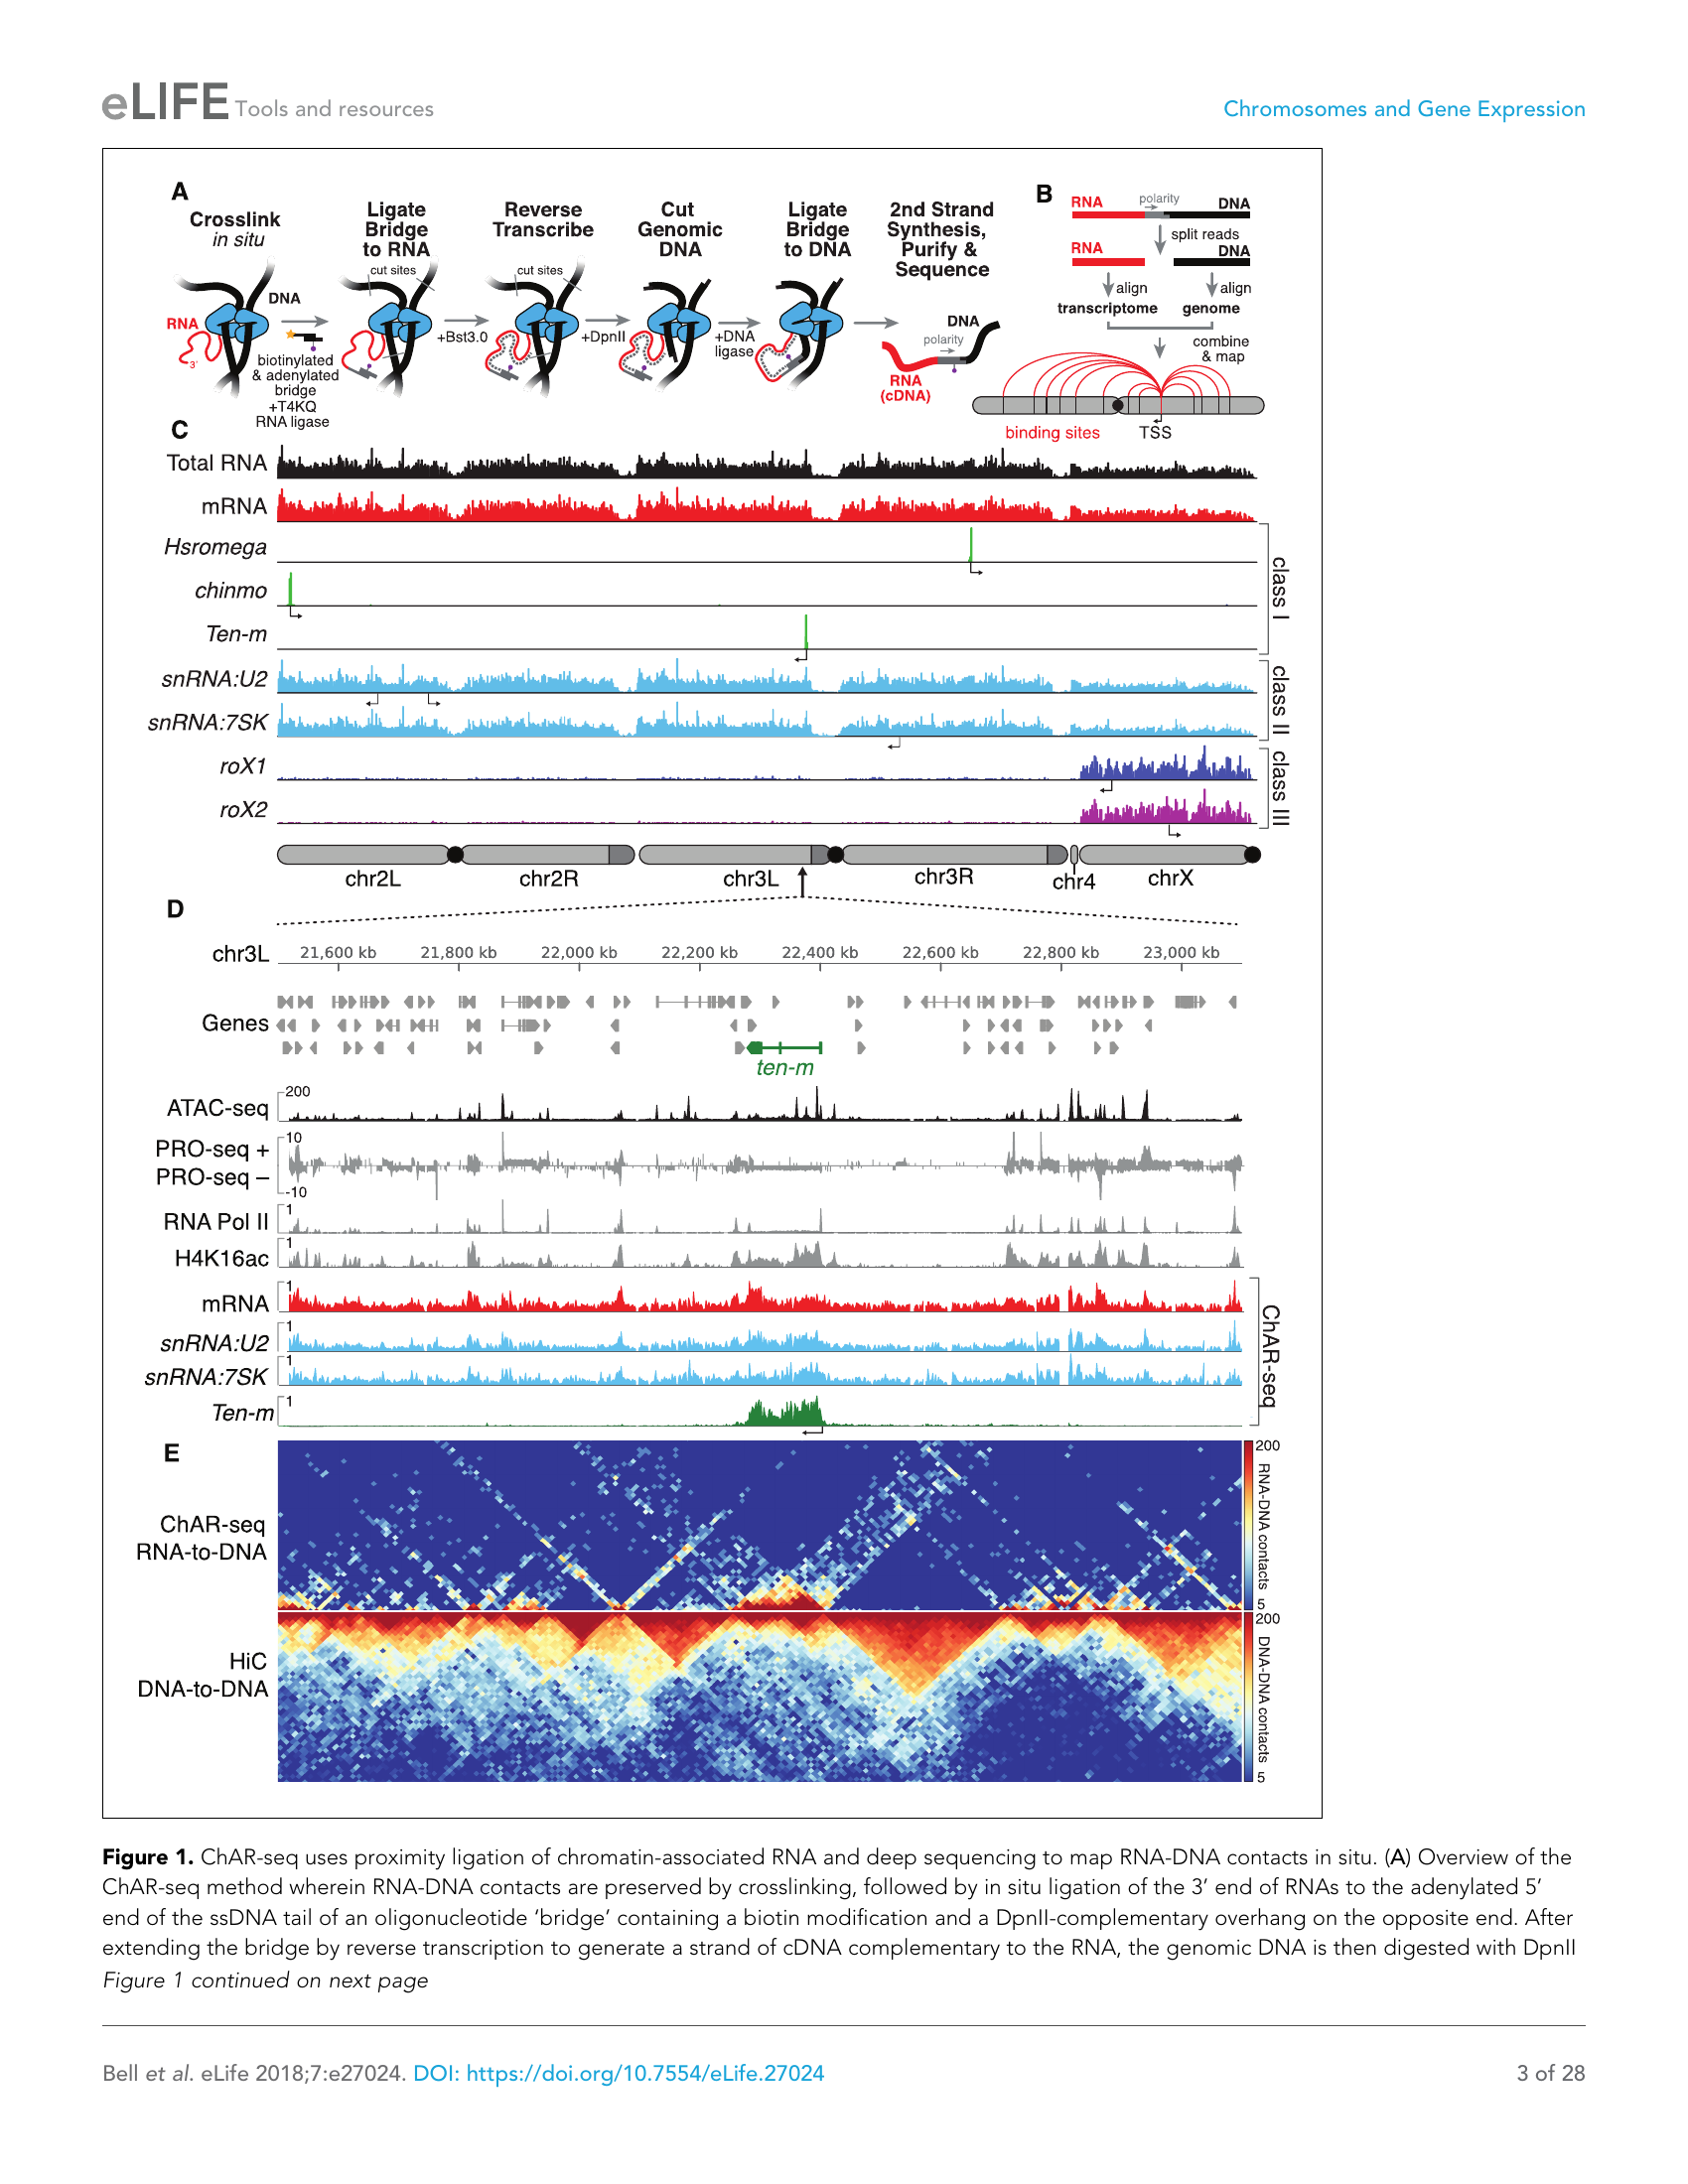 eLIFE Tools and resources
Chromosomes and Gene Expression
A
Crosslink
in situ
Ligate
Bridge
to RNA
Reverse
Transcribe
Cut
Genomic
DNA
Ligate
Bridge
to DNA
2nd Strand
Synthesis,
Purify &
Sequence
cut sites
cut sites
DNA
RNA
3'
biotinylated
& adenylated
bridge
+T4KQ
RNA ligase
+Bst3.0
+DpnII
+DNA
ligase
DNA
polarity
RNA
(cDNA)
B
RNA
polarity
DNA
split reads
RNA
DNA
align
align
transcriptome
genome
combine
& map
binding sites
TSS
C
Total RNA
mRNA
Hsromega
chinmo
Ten-m
class I
snRNA:U2
snRNA:7SK
class II
roX1
roX2
class III
chr2L
chr2R
chr3L
chr3R
chr4
chrX
D
chr3L
21,600 kb
21,800 kb
22,000 kb
22,200 kb
22,400 kb
22,600 kb
22,800 kb
23,000 kb
Genes
ten-m
ATAC-seq
200
PRO-seq +
10
PRO-seq –
-10
RNA Pol II
1
H4K16ac
1
mRNA
1
snRNA:U2
1
snRNA:7SK
1
Ten-m
1
ChAR-seq
E
ChAR-seq
RNA-to-DNA
200
RNA-DNA contacts
5
HiC
DNA-to-DNA
200
DNA-DNA contacts
5
Figure 1. ChAR-seq uses proximity ligation of chromatin-associated RNA and deep sequencing to map RNA-DNA contacts in situ. (A) Overview of the
ChAR-seq method wherein RNA-DNA contacts are preserved by crosslinking, followed by in situ ligation of the 3’ end of RNAs to the adenylated 5’
end of the ssDNA tail of an oligonucleotide ‘bridge’ containing a biotin modification and a DpnII-complementary overhang on the opposite end. After
extending the bridge by reverse transcription to generate a strand of cDNA complementary to the RNA, the genomic DNA is then digested with DpnII
Figure 1 continued on next page
Bell et al. eLife 2018;7:e27024. DOI: https://doi.org/10.7554/eLife.27024
3 of 28